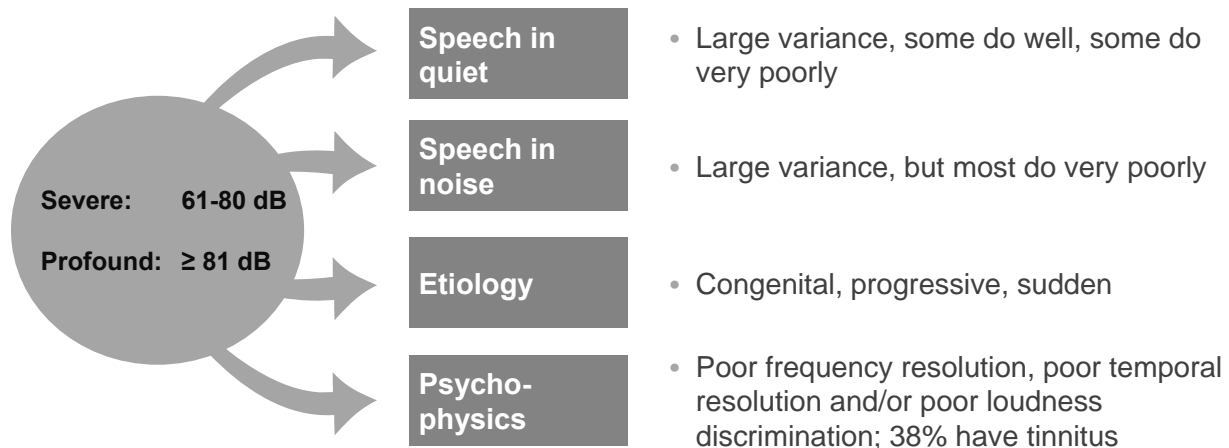 Severe: 61-80 dB
Profound: ≥ 81 dB
Speech in
quiet
• Large variance, some do well, some do
very poorly
Speech in
noise
• Large variance, but most do very poorly
Etiology
• Congenital, progressive, sudden
Psycho-
physics
• Poor frequency resolution, poor temporal
resolution and/or poor loudness
discrimination; 38% have tinnitus